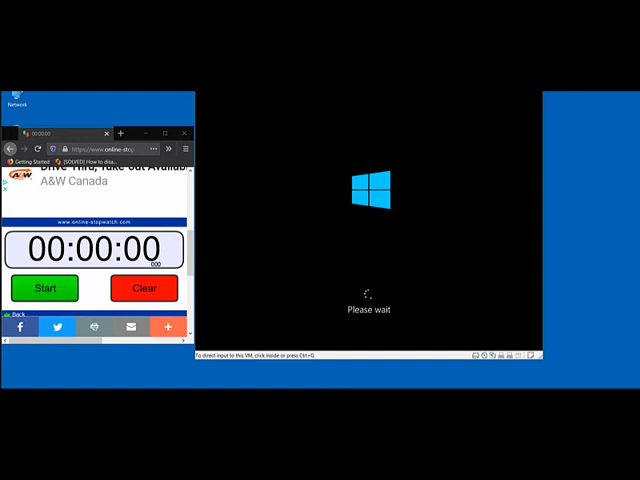 Network
00:00:00
https://www.online-stop
Getting Started
[SOLVED] How to disa...
A&W
Drive Thru, Take Out Availab
A&W Canada
www.online-stopwatch.com
00:00:00
000
Start
Clear
Back
Please wait
To direct input to this VM, click inside or press Ctrl+G.